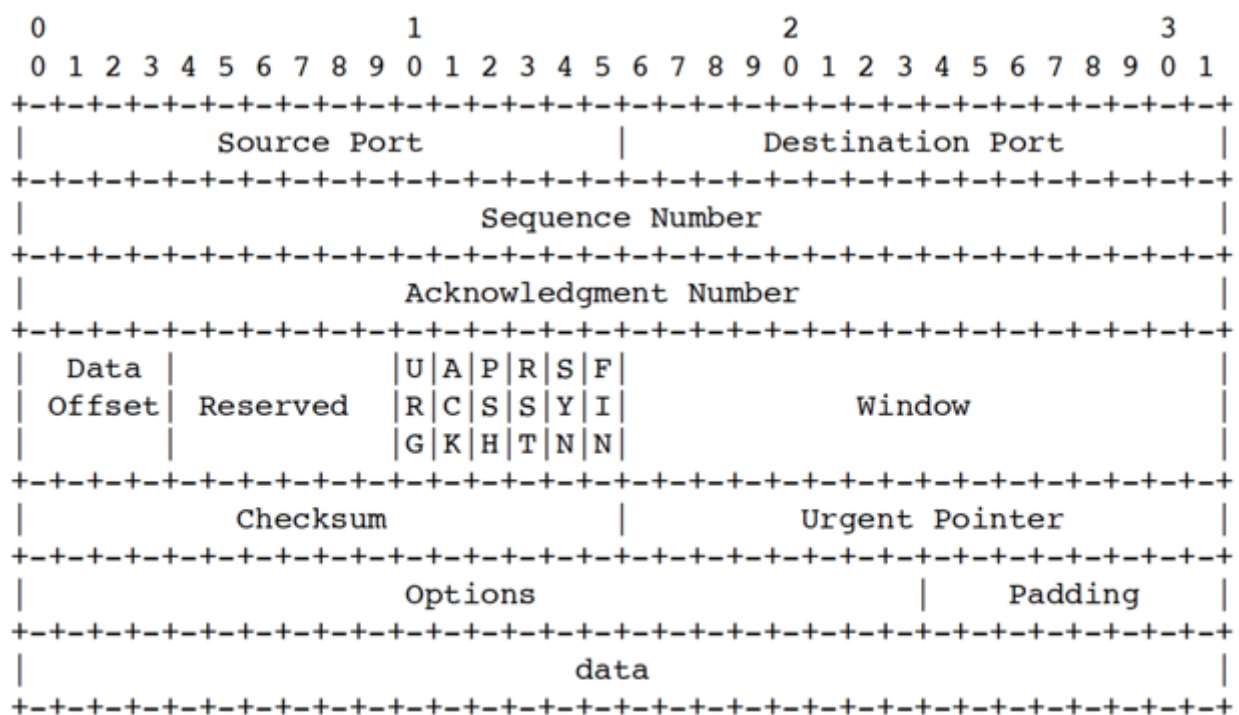 0                   1                   2                   3
 0 1 2 3 4 5 6 7 8 9 0 1 2 3 4 5 6 7 8 9 0 1 2 3 4 5 6 7 8 9 0 1
+-+-+-+-+-+-+-+-+-+-+-+-+-+-+-+-+-+-+-+-+-+-+-+-+-+-+-+-+-+-+-+-+
|          Source Port          |       Destination Port        |
+-+-+-+-+-+-+-+-+-+-+-+-+-+-+-+-+-+-+-+-+-+-+-+-+-+-+-+-+-+-+-+-+
|                        Sequence Number                        |
+-+-+-+-+-+-+-+-+-+-+-+-+-+-+-+-+-+-+-+-+-+-+-+-+-+-+-+-+-+-+-+-+
|                    Acknowledgment Number                      |
+-+-+-+-+-+-+-+-+-+-+-+-+-+-+-+-+-+-+-+-+-+-+-+-+-+-+-+-+-+-+-+-+
|  Data |           |U|A|P|R|S|F|                               |
| Offset| Reserved  |R|C|S|S|Y|I|            Window             |
|       |           |G|K|H|T|N|N|                               |
+-+-+-+-+-+-+-+-+-+-+-+-+-+-+-+-+-+-+-+-+-+-+-+-+-+-+-+-+-+-+-+-+
|           Checksum            |         Urgent Pointer        |
+-+-+-+-+-+-+-+-+-+-+-+-+-+-+-+-+-+-+-+-+-+-+-+-+-+-+-+-+-+-+-+-+
|                    Options                    |    Padding    |
+-+-+-+-+-+-+-+-+-+-+-+-+-+-+-+-+-+-+-+-+-+-+-+-+-+-+-+-+-+-+-+-+
|                             data                              |
+-+-+-+-+-+-+-+-+-+-+-+-+-+-+-+-+-+-+-+-+-+-+-+-+-+-+-+-+-+-+-+-+